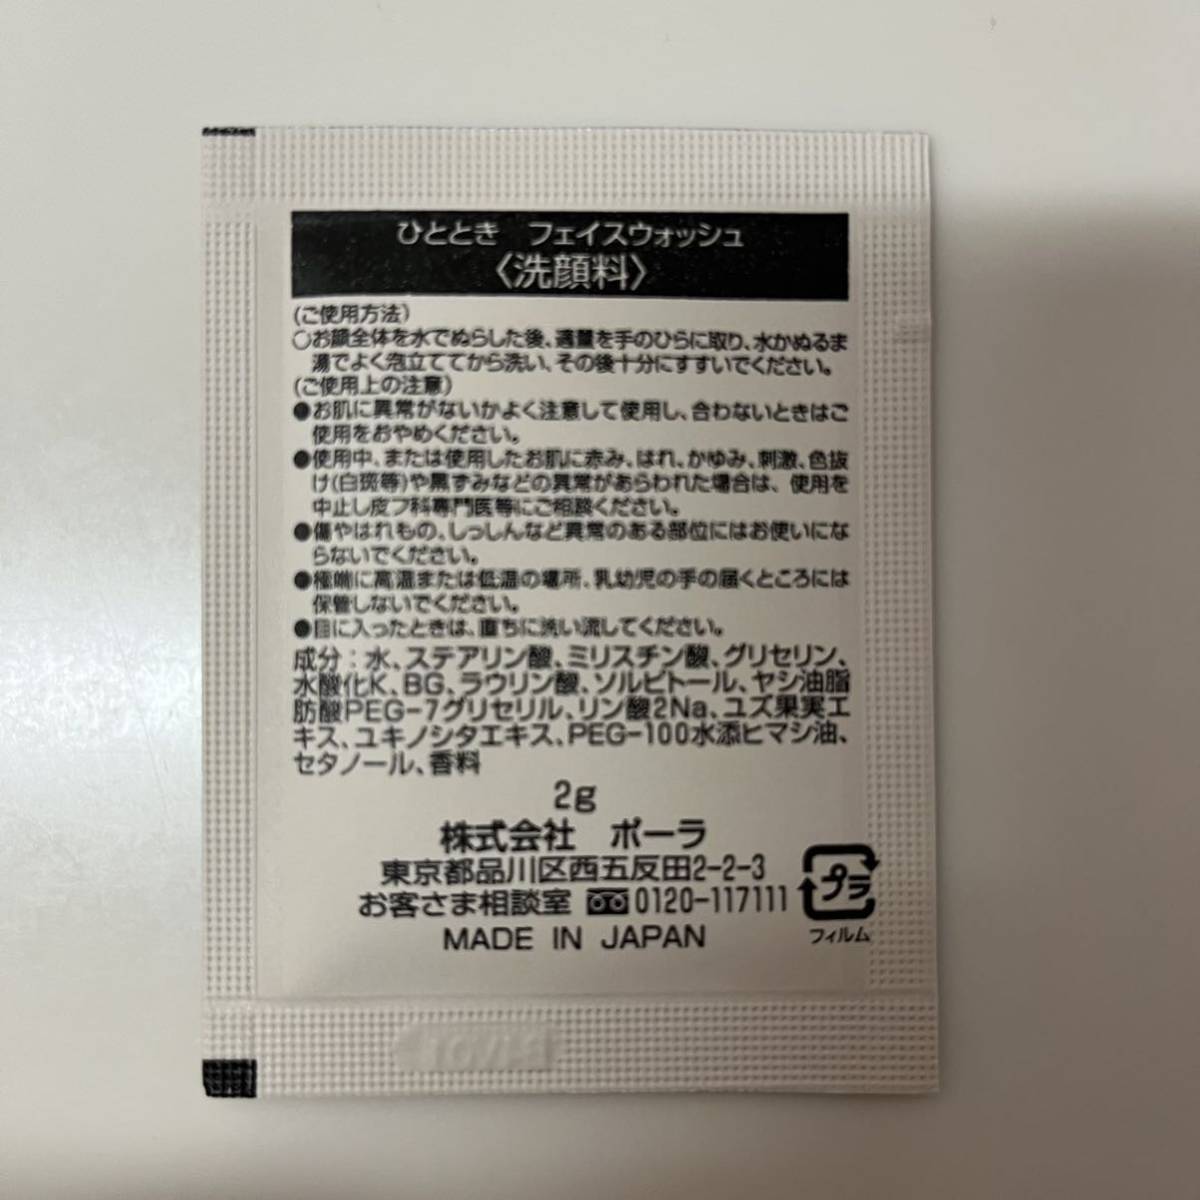 ひととき　フェイスウォッシュ
〈洗顔料〉
(ご使用方法)
○お顔全体を水でぬらした後、適量を手のひらに取り、水かぬるま
湯でよく泡立ててから洗い、その後十分にすすいでください。
(ご使用上の注意)
●お肌に異常がないかよく注意して使用し、合わないときはご
使用をおやめください。
●使用中、または使用したお肌に赤み、はれ、かゆみ、刺激、色抜
け(白斑等)や黒ずみなどの異常があらわれた場合は、使用を
中止し皮フ科専門医等にご相談ください。
●傷やはれもの、しっしんなど異常のある部位にはお使いにな
らないでください。
●極端に高温または低温の場所、乳幼児の手の届くところには
保管しないでください。
●目に入ったときは、直ちに洗い流してください。
成分：水、ステアリン酸、ミリスチン酸、グリセリン、
水酸化K、BG、ラウリン酸、ソルビトール、ヤシ油脂
肪酸PEG-7グリセリル、リン酸2Na、ユズ果実エ
キス、ユキノシタエキス、PEG-100水添ヒマシ油、
セタノール、香料
2g
株式会社　ポーラ
東京都品川区西五反田2-2-3
お客さま相談室 0120-117111
MADE IN JAPAN
プラ
フィルム